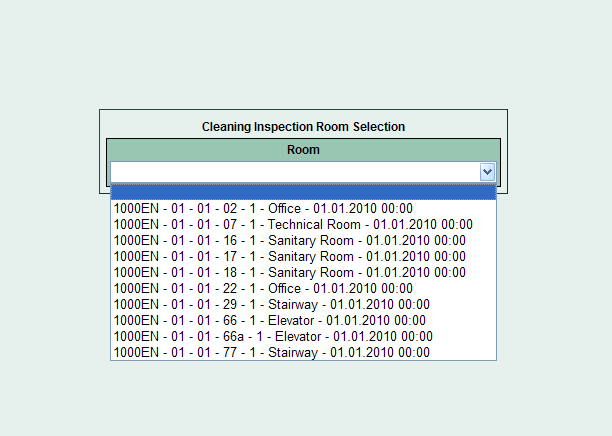 Cleaning Inspection Room Selection
Room
1000EN - 01 - 01 - 02 - 1 - Office - 01.01.2010 00:00
1000EN - 01 - 01 - 07 - 1 - Technical Room - 01.01.2010 00:00
1000EN - 01 - 01 - 16 - 1 - Sanitary Room - 01.01.2010 00:00
1000EN - 01 - 01 - 17 - 1 - Sanitary Room - 01.01.2010 00:00
1000EN - 01 - 01 - 18 - 1 - Sanitary Room - 01.01.2010 00:00
1000EN - 01 - 01 - 22 - 1 - Office - 01.01.2010 00:00
1000EN - 01 - 01 - 29 - 1 - Stairway - 01.01.2010 00:00
1000EN - 01 - 01 - 66 - 1 - Elevator - 01.01.2010 00:00
1000EN - 01 - 01 - 66a - 1 - Elevator - 01.01.2010 00:00
1000EN - 01 - 01 - 77 - 1 - Stairway - 01.01.2010 00:00